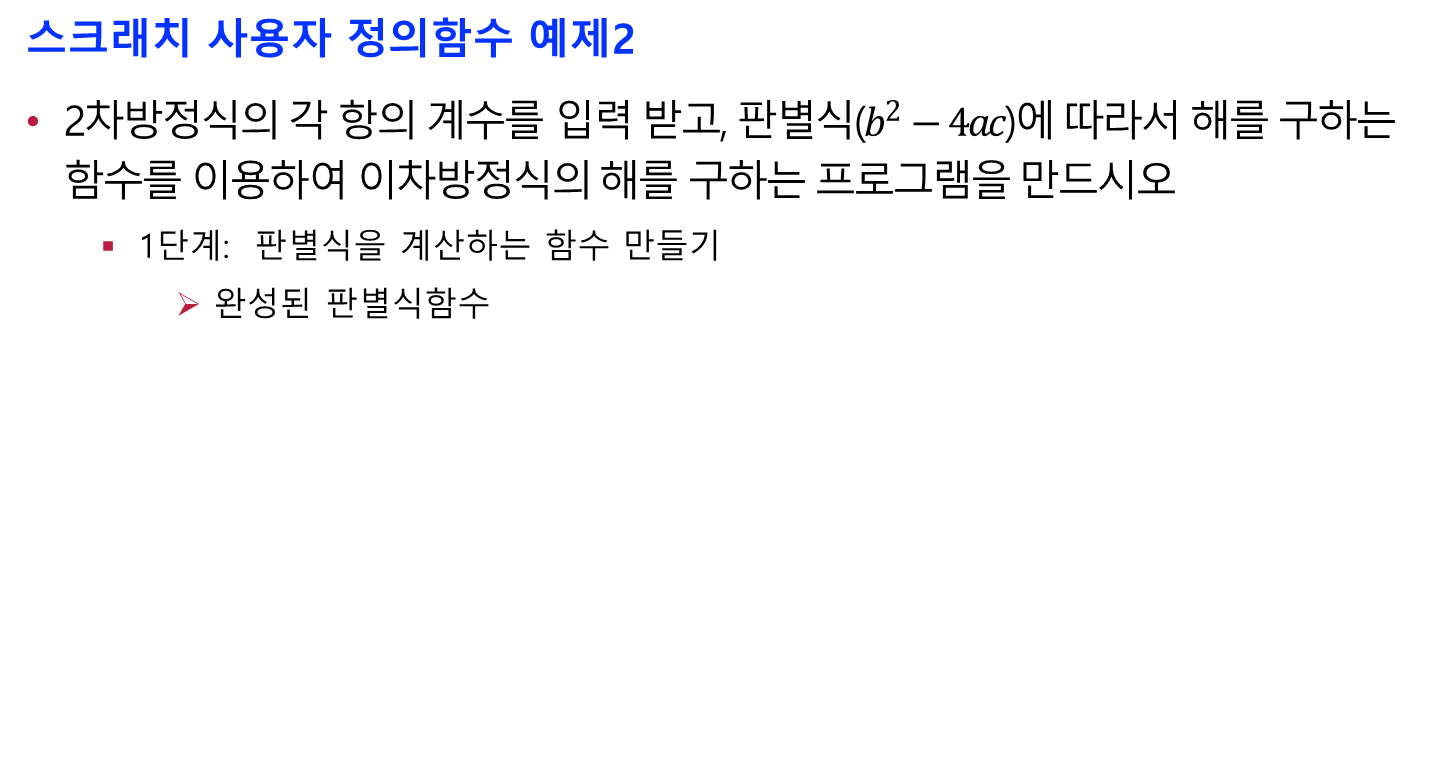 스크래치 사용자 정의함수 예제2
• 2차방정식의 각 항의 계수를 입력 받고, 판별식(b² − 4ac)에 따라서 해를 구하는
함수를 이용하여 이차방정식의 해를 구하는 프로그램을 만드시오
▪ 1단계: 판별식을 계산하는 함수 만들기
➢ 완성된 판별식함수